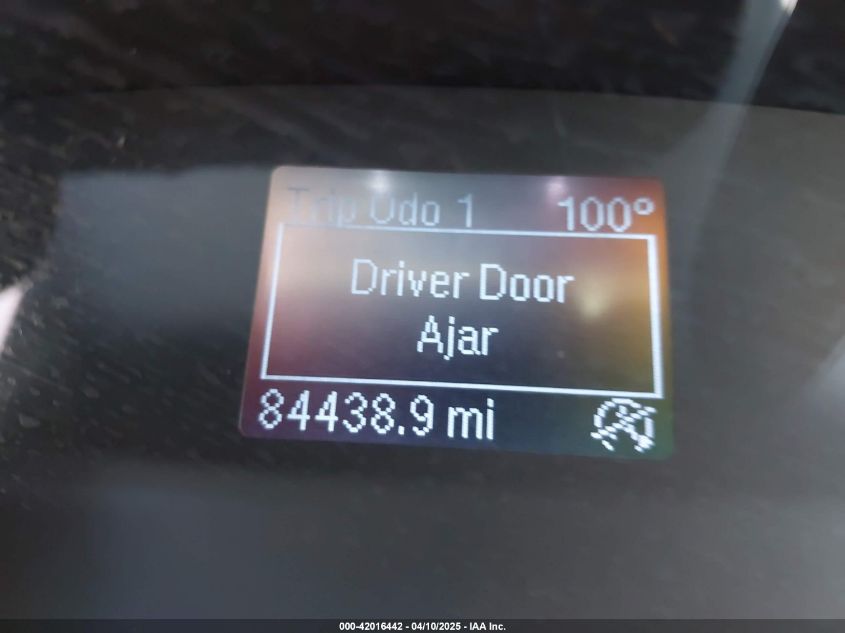 Trip Odo 1 100°
Driver Door
Ajar
84438.9 mi
000-42016442 - 04/10/2025 - IAA Inc.